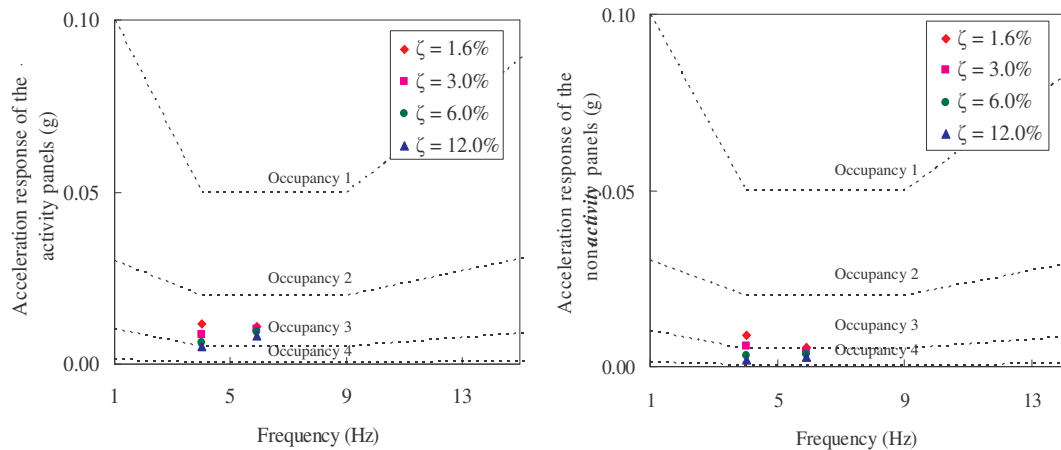 Acceleration response of the
activity panels (g)
0.10
0.05
0.00
ζ = 1.6%
ζ = 3.0%
ζ = 6.0%
ζ = 12.0%
Occupancy 1
Occupancy 2
Occupancy 3
Occupancy 4
1 5 9 13
Frequency (Hz)
Acceleration response of the
nonactivity panels (g)
0.10
0.05
0.00
ζ = 1.6%
ζ = 3.0%
ζ = 6.0%
ζ = 12.0%
Occupancy 1
Occupancy 2
Occupancy 3
Occupancy 4
1 5 9 13
Frequency (Hz)